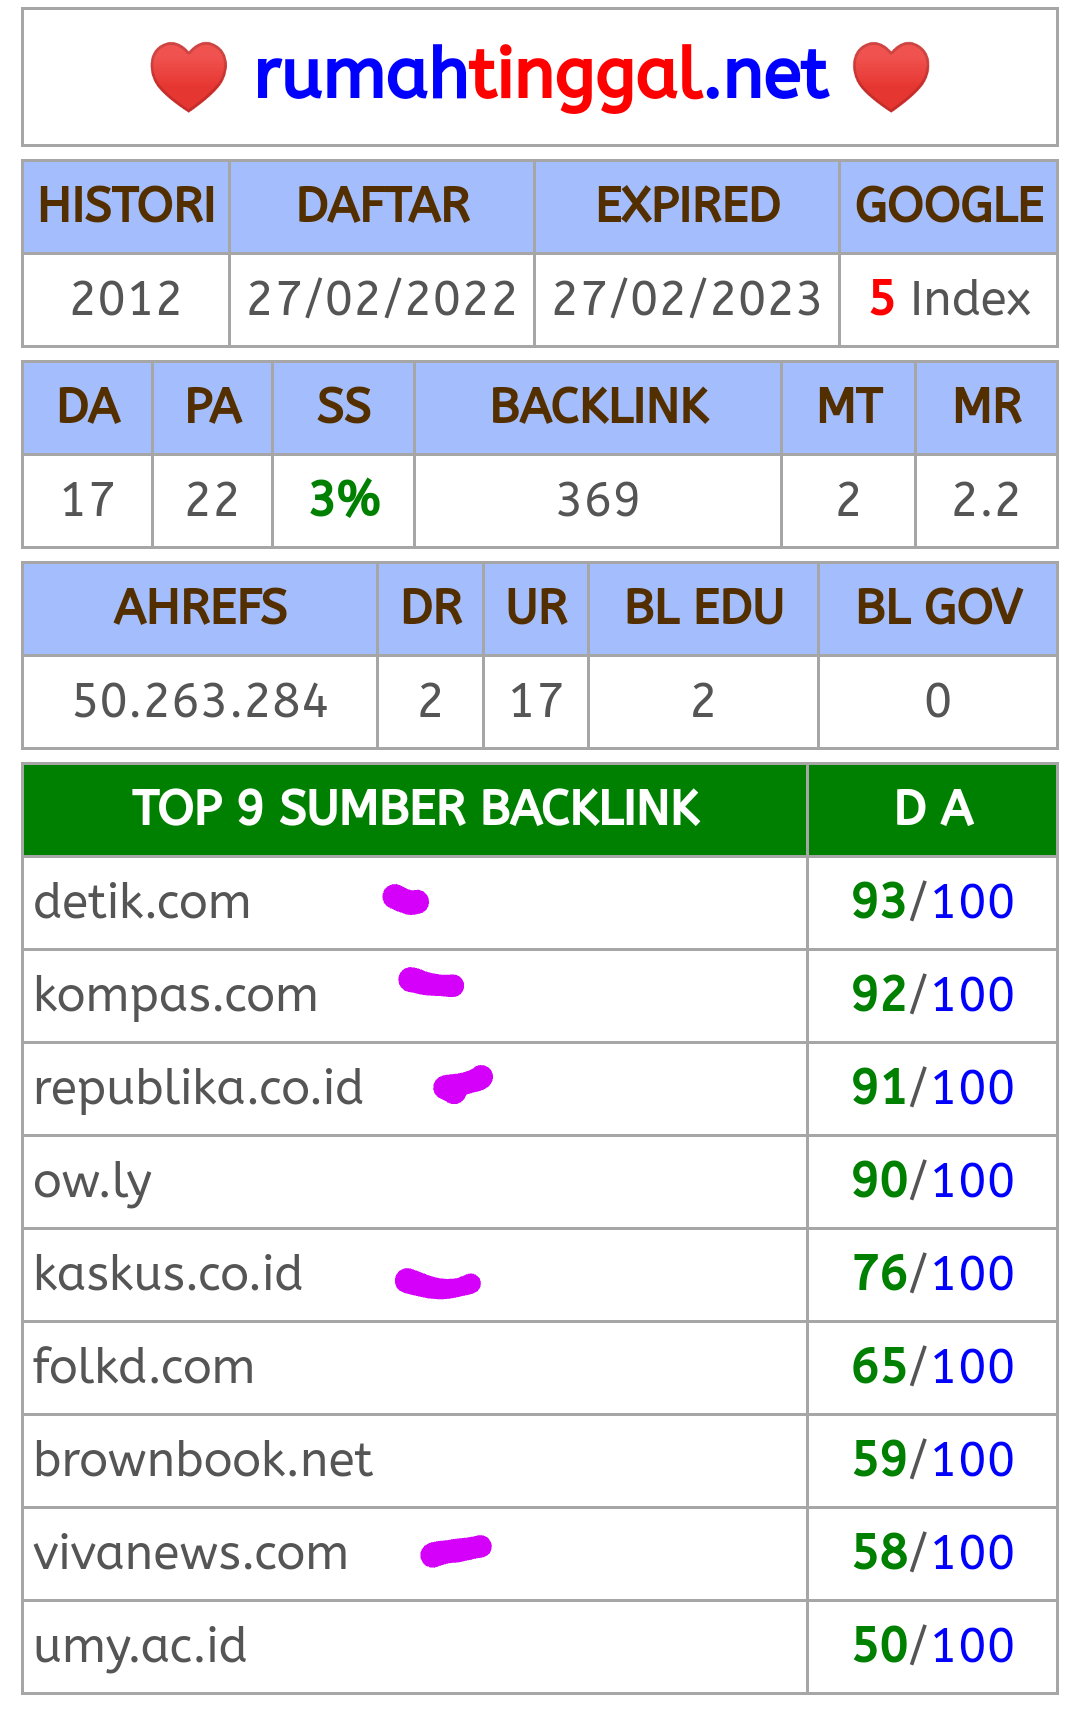 rumahtinggal.net
HISTORI DAFTAR EXPIRED GOOGLE
2012 27/02/2022 27/02/2023 5 Index
DA PA SS BACKLINK MT MR
17 22 3% 369 2 2.2
AHREFS DR UR BL EDU BL GOV
50.263.284 2 17 2 0
TOP 9 SUMBER BACKLINK D A
detik.com 93/100
kompas.com 92/100
republika.co.id 91/100
ow.ly 90/100
kaskus.co.id 76/100
folkd.com 65/100
brownbook.net 59/100
vivanews.com 58/100
umy.ac.id 50/100